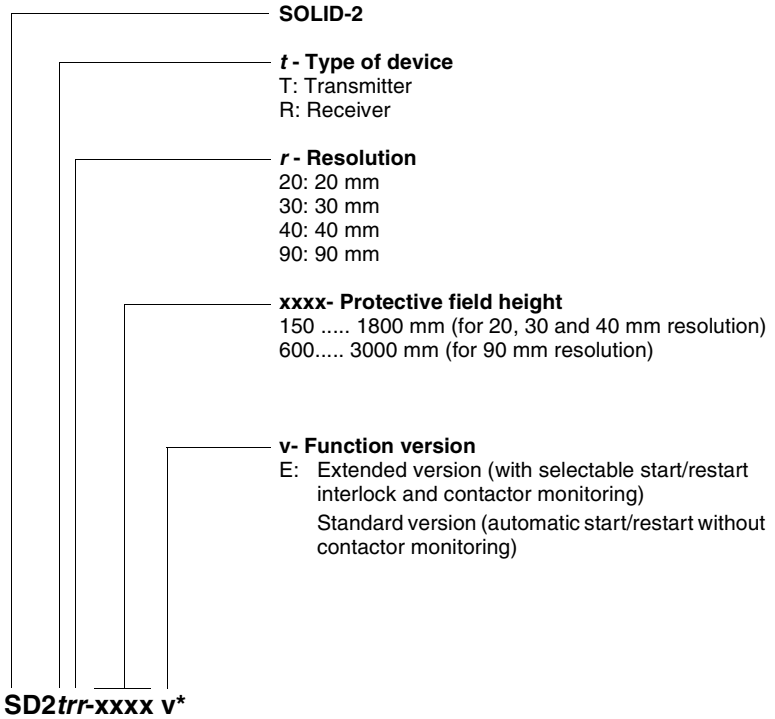 SOLID-2
t - Type of device
T: Transmitter
R: Receiver
r - Resolution
20: 20 mm
30: 30 mm
40: 40 mm
90: 90 mm
xxxx- Protective field height
150 ..... 1800 mm (for 20, 30 and 40 mm resolution)
600..... 3000 mm (for 90 mm resolution)
v- Function version
E: Extended version (with selectable start/restart
interlock and contactor monitoring)
Standard version (automatic start/restart without
contactor monitoring)
SD2trr-xxxx v*